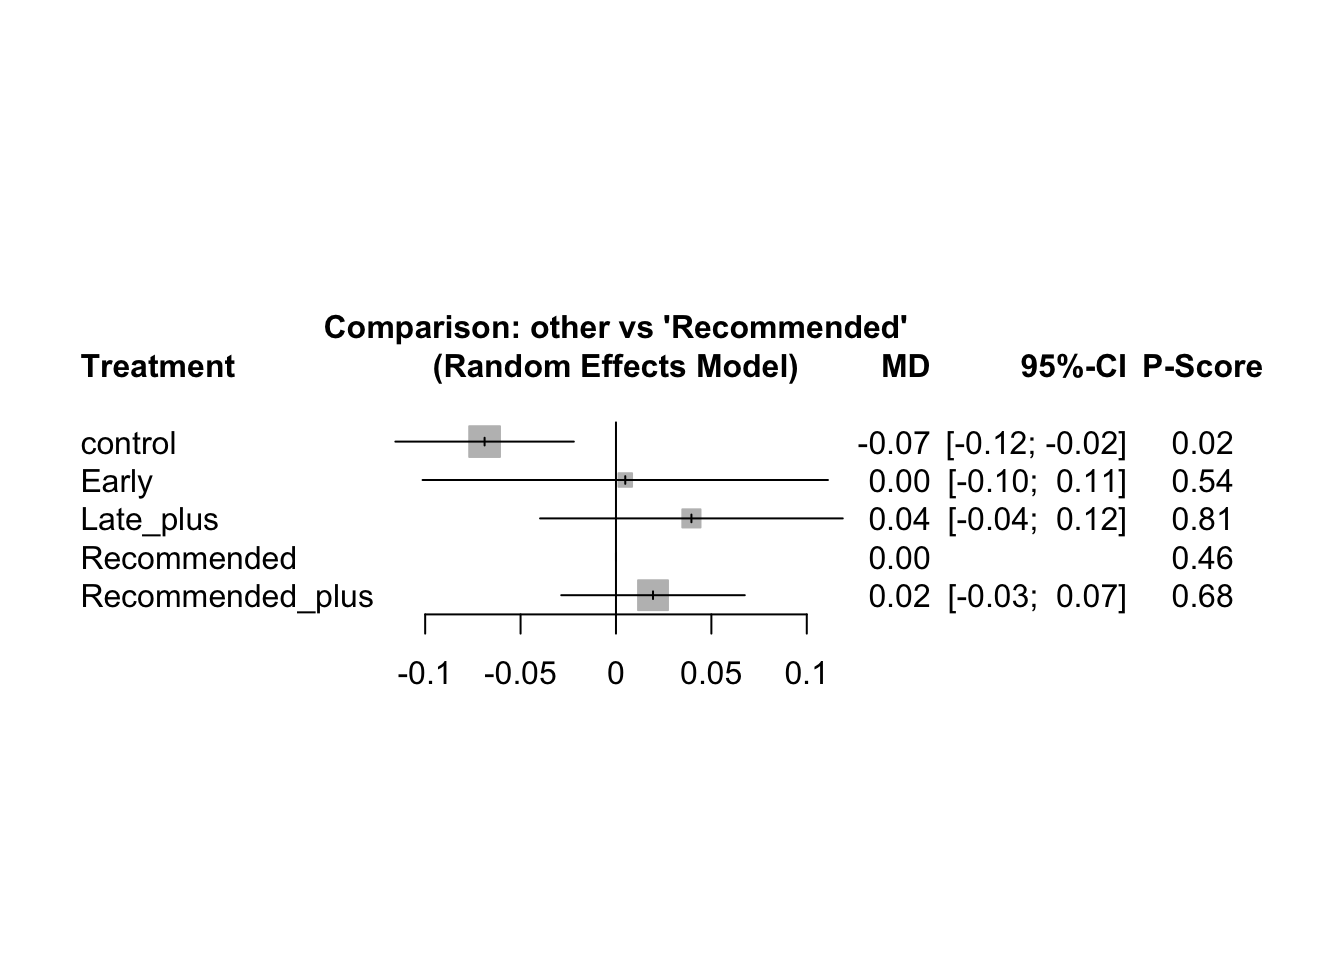 Comparison: other vs 'Recommended'
Treatment (Random Effects Model) MD 95%-CI P-Score
control -0.07 [-0.12; -0.02] 0.02
Early 0.00 [-0.10; 0.11] 0.54
Late_plus 0.04 [-0.04; 0.12] 0.81
Recommended 0.00 0.46
Recommended_plus 0.02 [-0.03; 0.07] 0.68
-0.1 -0.05 0 0.05 0.1